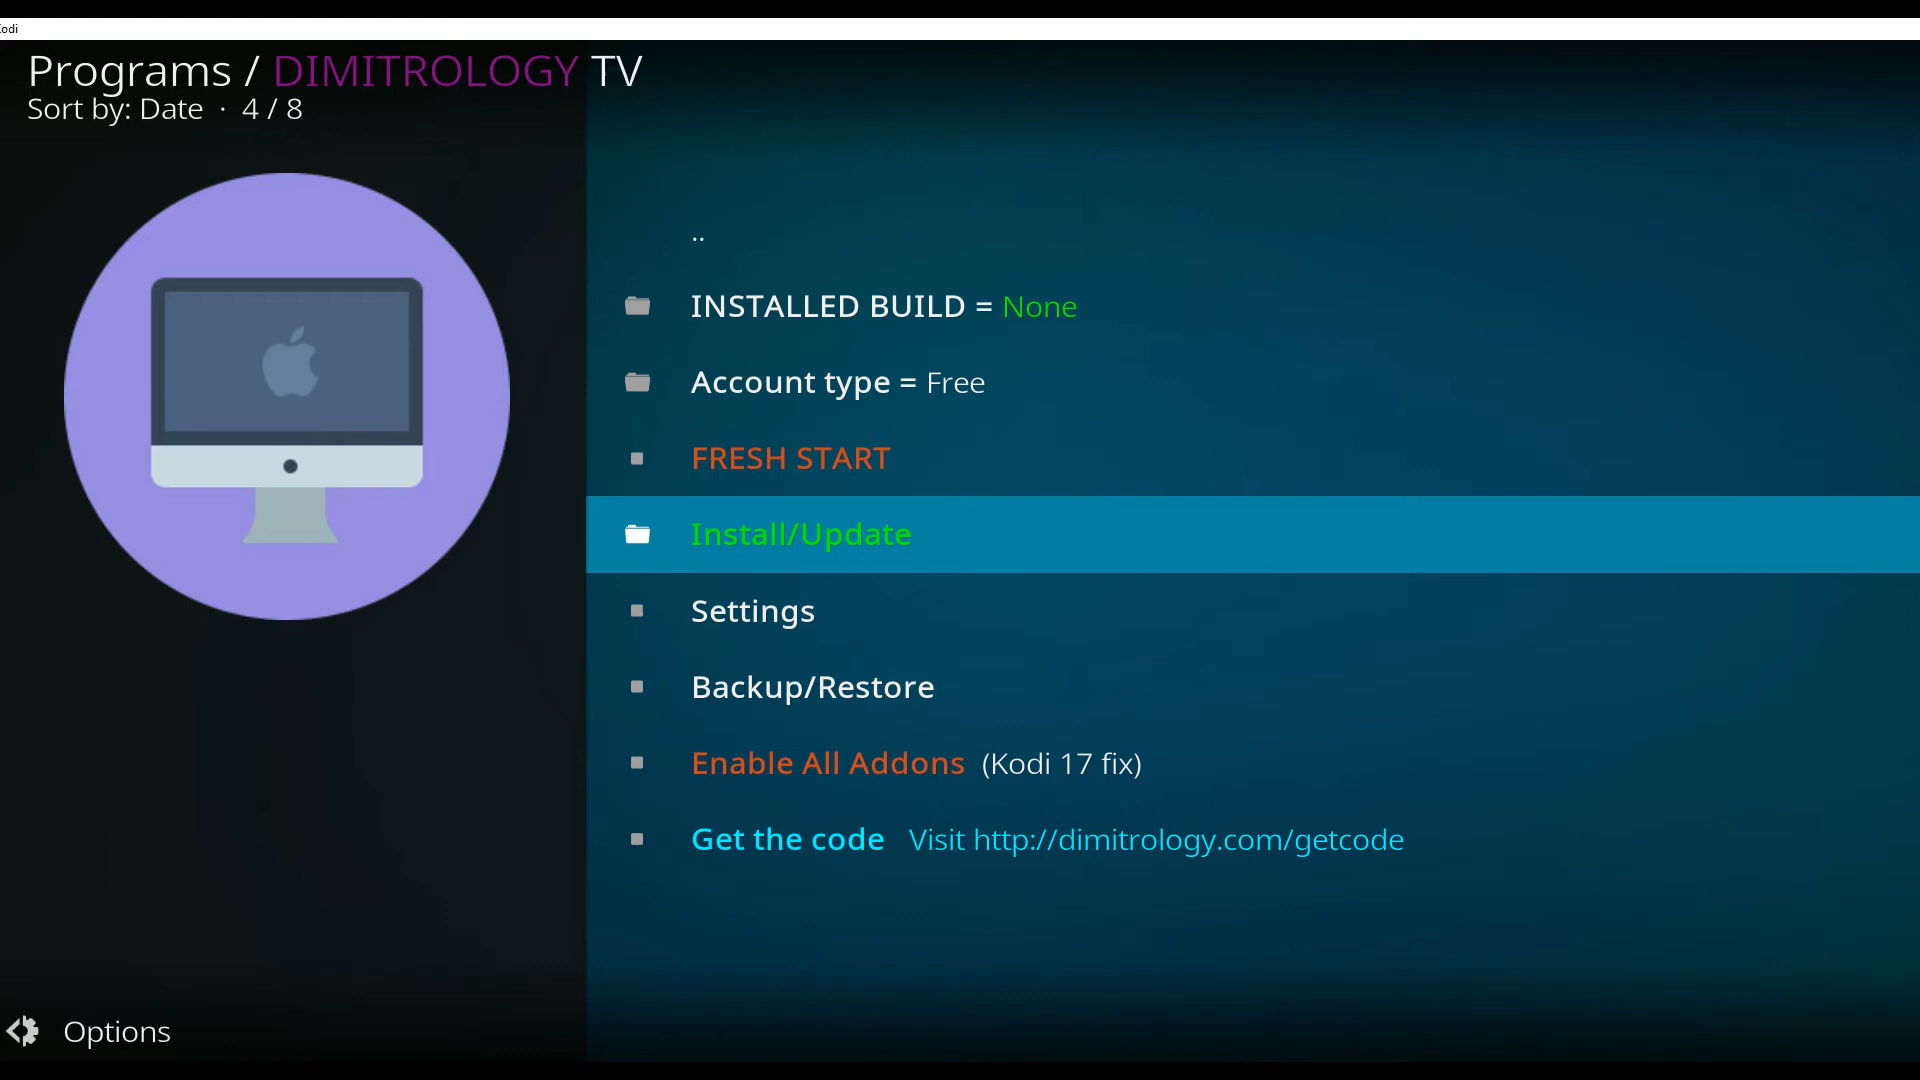 odi
Programs / DIMITROLOGY TV
Sort by: Date · 4 / 8
..
INSTALLED BUILD = None
Account type = Free
FRESH START
Install/Update
Settings
Backup/Restore
Enable All Addons (Kodi 17 fix)
Get the code Visit http://dimitrology.com/getcode
Options